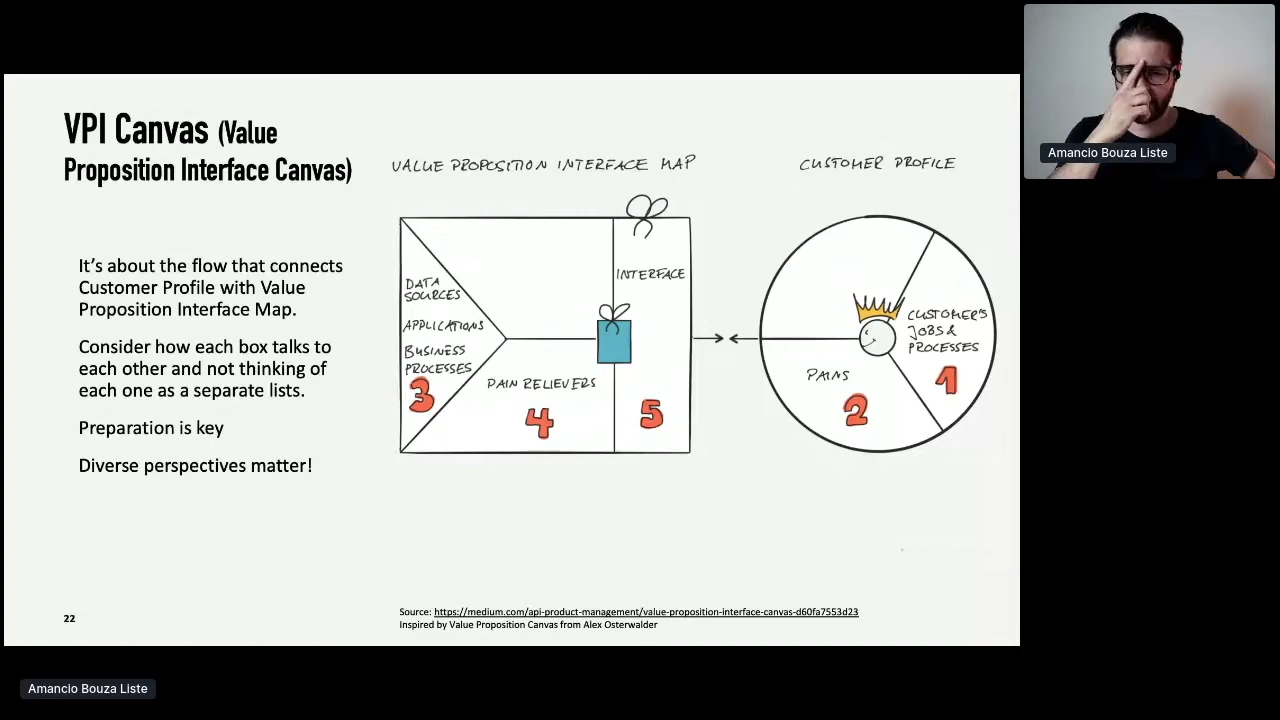 VPI Canvas (Value
Proposition Interface Canvas)
It's about the flow that connects
Customer Profile with Value
Proposition Interface Map.
Consider how each box talks to
each other and not thinking of
each one as a separate lists.
Preparation is key
Diverse perspectives matter!
VALUE PROPOSITION INTERFACE MAP
DATA
SOURCES
APPLICATIONS
BUSINESS
PROCESSES
3
PAIN RELIEVERS
4
INTERFACE
5
CUSTOMER PROFILE
CUSTOMER'S
JOBS &
PROCESSES
1
PAINS
2
22
Source: https://medium.com/api-product-management/value-proposition-interface-canvas-d60fa7553d23
Inspired by Value Proposition Canvas from Alex Osterwalder
Amancio Bouza Liste
Amancio Bouza Liste